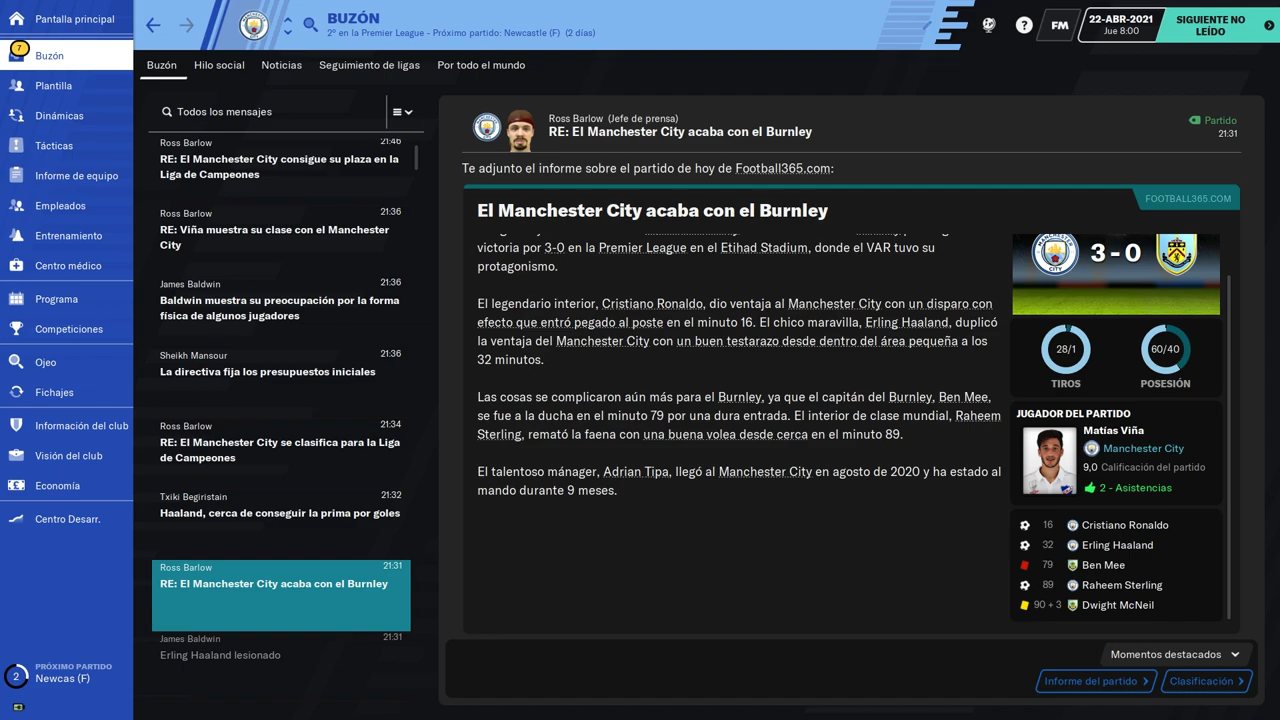 Pantalla principal
7
Buzón
Plantilla
Dinámicas
Tácticas
Informe de equipo
Empleados
Entrenamiento
Centro médico
Programa
Competiciones
Ojeo
Fichajes
Información del club
Visión del club
Economía
Centro Desarr.
2
PRÓXIMO PARTIDO
Newcas (F)
BUZÓN
2º en la Premier League - Próximo partido: Newcastle (F) (2 días)
FM
22-ABR-2021
Jue 8:00
SIGUIENTE NO LEÍDO
Buzón Hilo social Noticias Seguimiento de ligas Por todo el mundo
Todos los mensajes
Ross Barlow 21:46
RE: El Manchester City consigue su plaza en la
Liga de Campeones
Ross Barlow 21:36
RE: Viña muestra su clase con el Manchester
City
James Baldwin 21:36
Baldwin muestra su preocupación por la forma
física de algunos jugadores
Sheikh Mansour 21:36
La directiva fija los presupuestos iniciales
Ross Barlow 21:34
RE: El Manchester City se clasifica para la Liga
de Campeones
Txiki Begiristain 21:32
Haaland, cerca de conseguir la prima por goles
Ross Barlow 21:31
RE: El Manchester City acaba con el Burnley
James Baldwin 21:31
Erling Haaland lesionado
Ross Barlow (Jefe de prensa)
RE: El Manchester City acaba con el Burnley
Partido
21:31
Te adjunto el informe sobre el partido de hoy de Football365.com:
FOOTBALL365.COM
El Manchester City acaba con el Burnley
victoria por 3-0 en la Premier League en el Etihad Stadium, donde el VAR tuvo su
protagonismo.
El legendario interior, Cristiano Ronaldo, dio ventaja al Manchester City con un disparo con
efecto que entró pegado al poste en el minuto 16. El chico maravilla, Erling Haaland, duplicó
la ventaja del Manchester City con un buen testarazo desde dentro del área pequeña a los
32 minutos.
Las cosas se complicaron aún más para el Burnley, ya que el capitán del Burnley, Ben Mee,
se fue a la ducha en el minuto 79 por una dura entrada. El interior de clase mundial, Raheem
Sterling, remató la faena con una buena volea desde cerca en el minuto 89.
El talentoso mánager, Adrian Tipa, llegó al Manchester City en agosto de 2020 y ha estado al
mando durante 9 meses.
3 - 0
28/1
TIROS
60/40
POSESIÓN
JUGADOR DEL PARTIDO
Matías Viña
Manchester City
9,0 Calificación del partido
2 - Asistencias
16 Cristiano Ronaldo
32 Erling Haaland
79 Ben Mee
89 Raheem Sterling
90 + 3 Dwight McNeil
Momentos destacados
Informe del partido
Clasificación